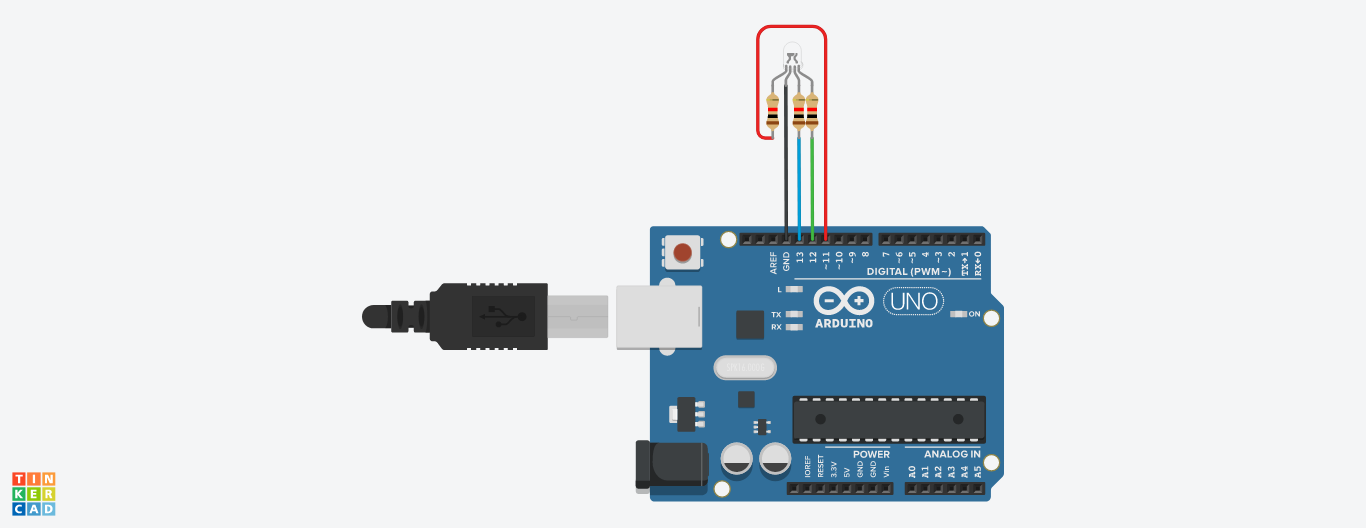 AREF
GND
13
12
~11
~10
~9
8
7
~6
~5
4
~3
2
TX→1
RX←0
DIGITAL (PWM~)
L
TX
RX
ARDUINO
UNO
ON
POWER
ANALOG IN
IOREF
RESET
3.3V
5V
GND
GND
Vin
A0
A1
A2
A3
A4
A5
TIN
KER
CAD